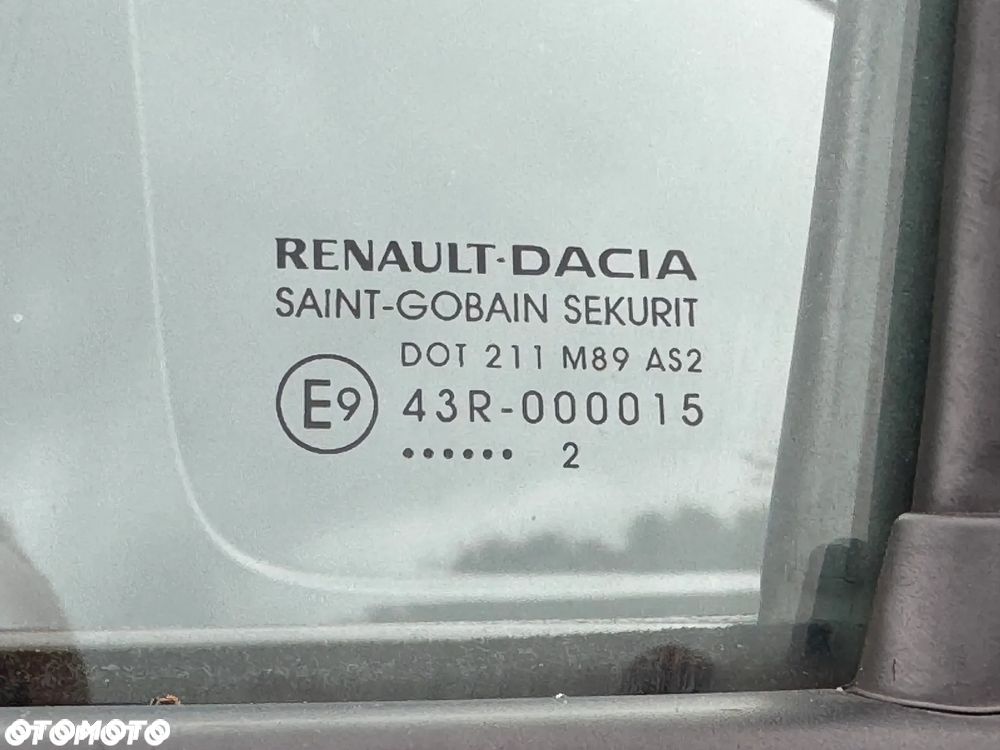 RENAULT-DACIA
SAINT-GOBAIN SEKURIT
DOT 211 M89 AS2
E9 43R-000015
...... 2
OTOMOTO